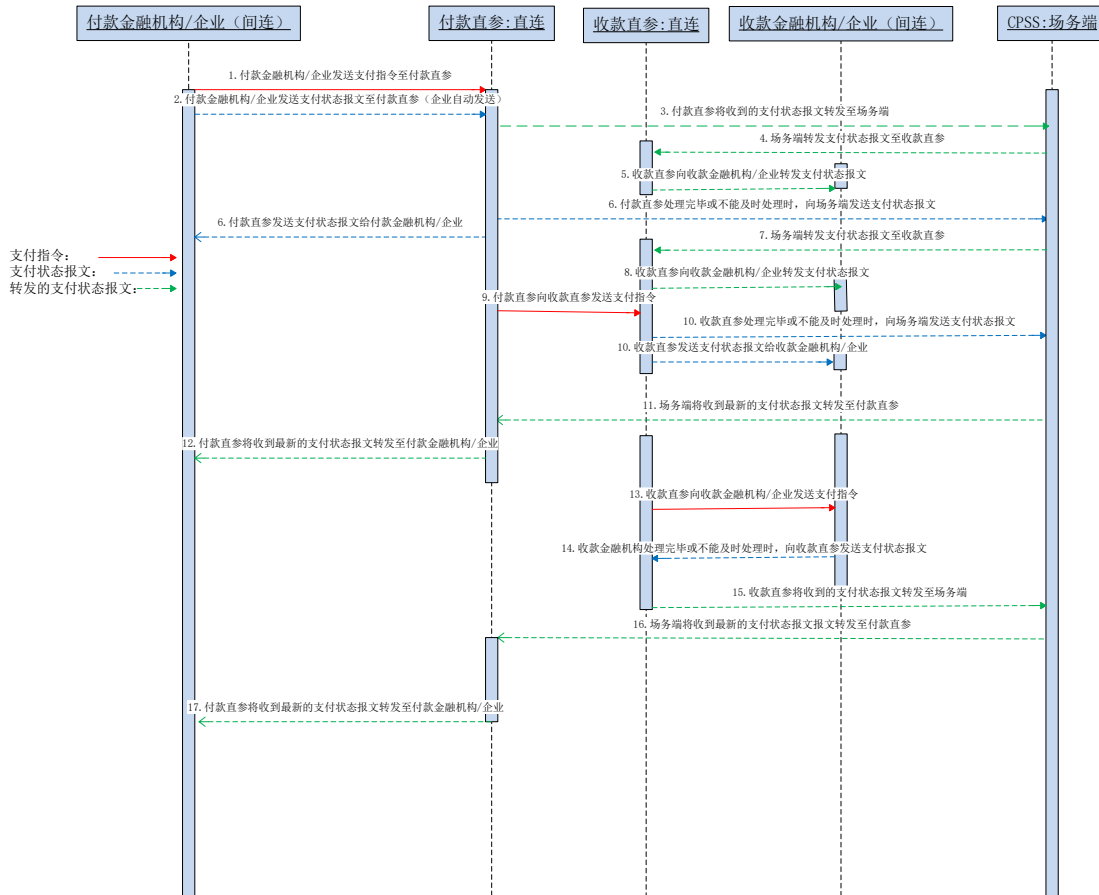 付款金融机构/企业（间连）
付款直参:直连
收款直参:直连
收款金融机构/企业（间连）
CPSS:场务端
1.付款金融机构/企业发送支付指令至付款直参
2.付款金融机构/企业发送支付状态报文至付款直参（企业自动发送）
3.付款直参将收到的支付状态报文转发至场务端
4.场务端转发支付状态报文至收款直参
5.收款直参向收款金融机构/企业转发支付状态报文
6.付款直参处理完毕或不能及时处理时，向场务端发送支付状态报文
6.付款直参发送支付状态报文给付款金融机构/企业
7.场务端转发支付状态报文至收款直参
支付指令:
支付状态报文:
转发的支付状态报文:
8.收款直参向收款金融机构/企业转发支付状态报文
9.付款直参向收款直参发送支付指令
10.收款直参处理完毕或不能及时处理时，向场务端发送支付状态报文
10.收款直参发送支付状态报文给收款金融机构/企业
11.场务端将收到最新的支付状态报文转发至付款直参
12.付款直参将收到最新的支付状态报文转发至付款金融机构/企业
13.收款直参向收款金融机构/企业发送支付指令
14.收款金融机构处理完毕或不能及时处理时，向收款直参发送支付状态报文
15.收款直参将收到的支付状态报文转发至场务端
16.场务端将收到最新的支付状态报文报文转发至付款直参
17.付款直参将收到最新的支付状态报文转发至付款金融机构/企业